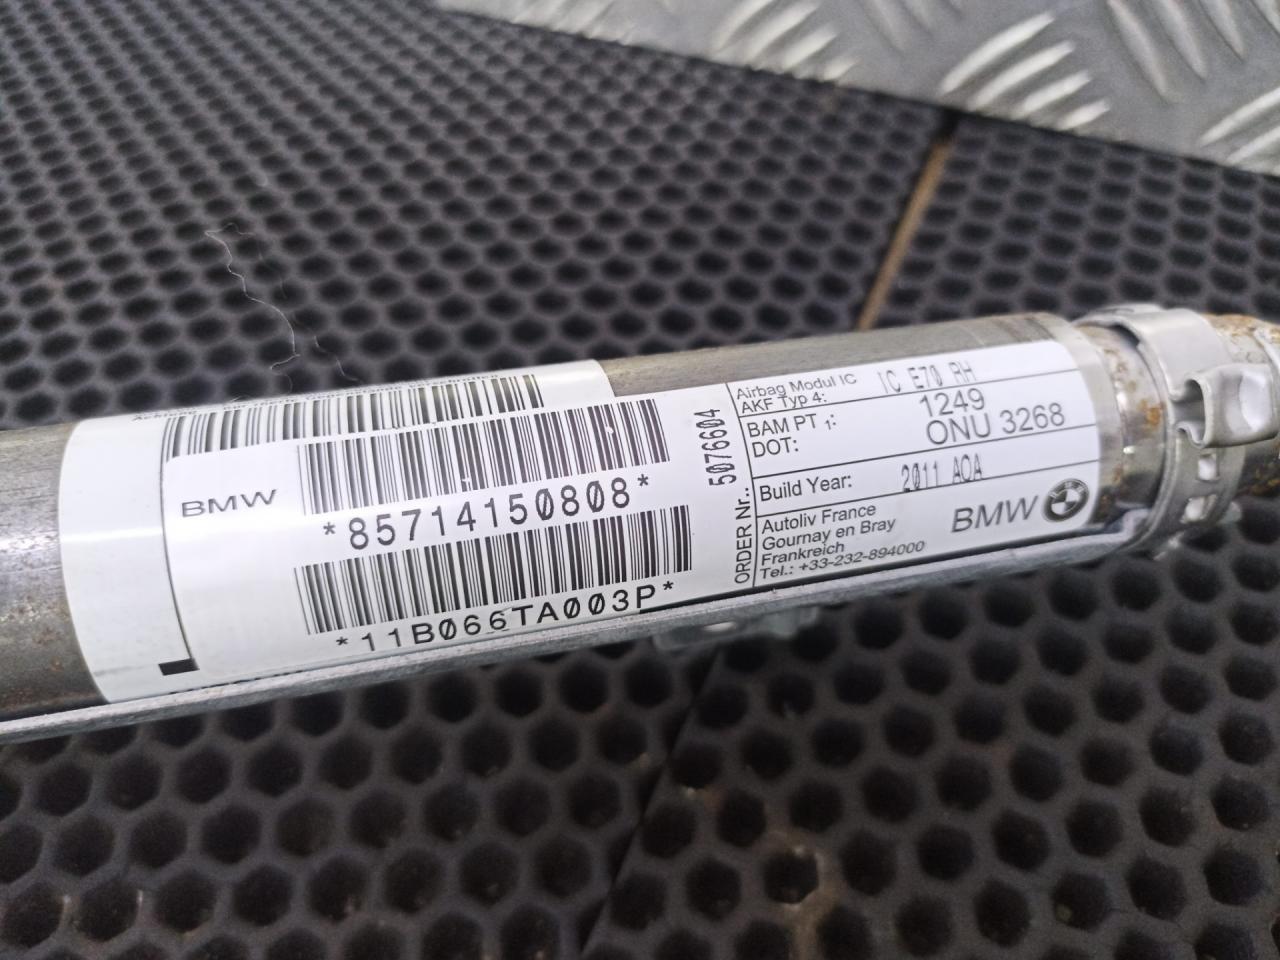 BMW
*85714150808*
*11B066TA003P*
ORDER Nr.. 5076604
Airbag Modul IC
AKF Typ 4: IC E70 RH
BAM PT 1: 1249
DOT: ONU 3268
Build Year: 2011 AOA
Autoliv France
Gournay en Bray
Frankreich
Tel.: +33-232-894000
BMW